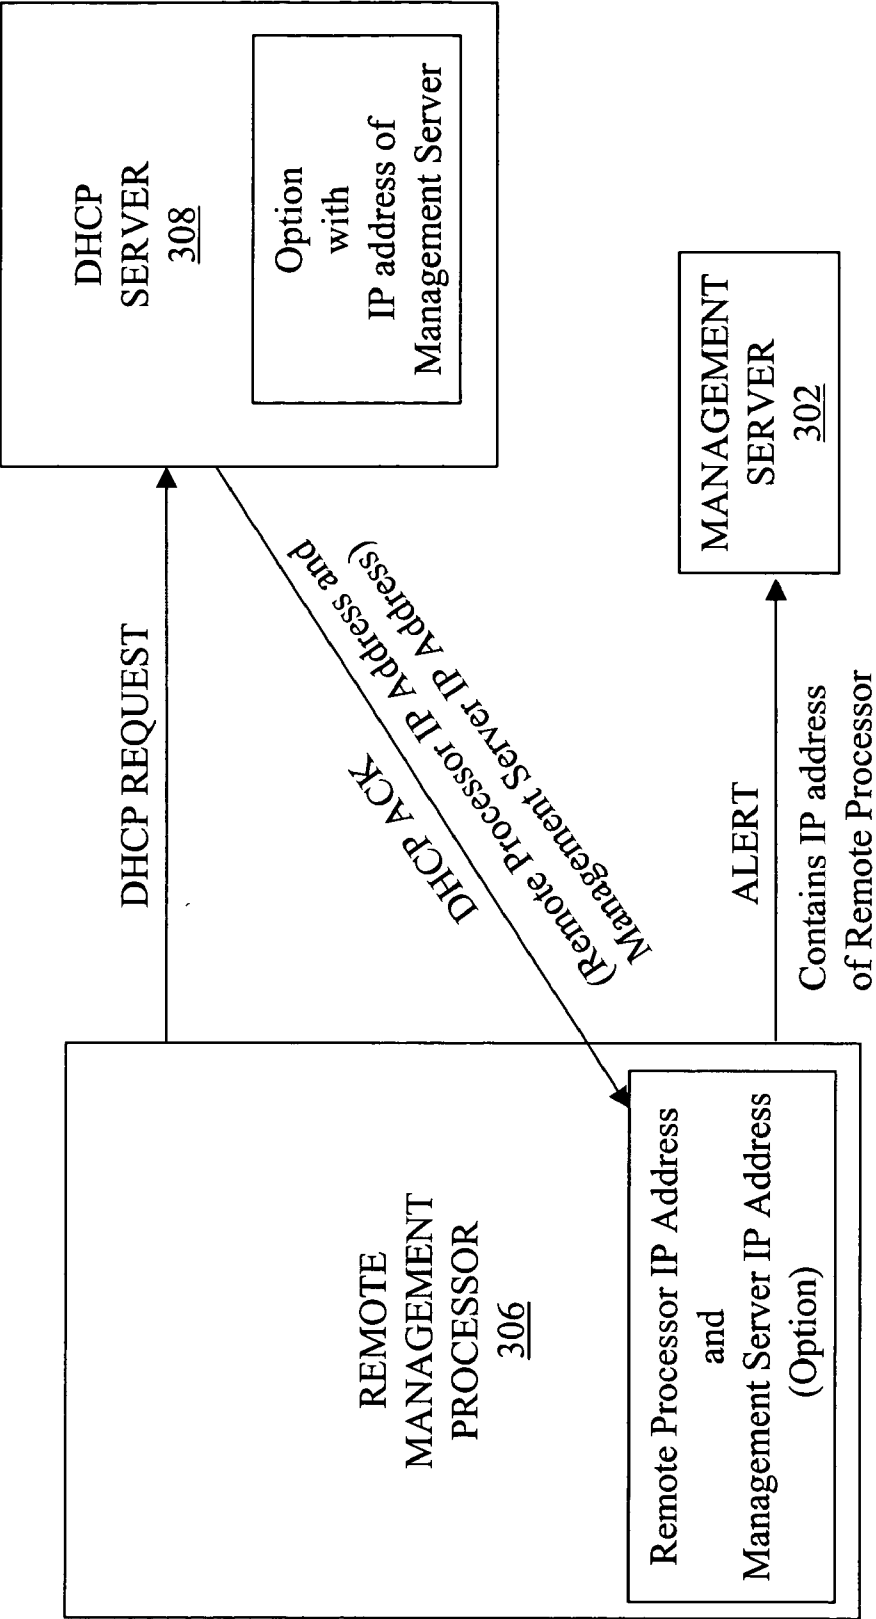 REMOTE
MANAGEMENT
PROCESSOR
306
Remote Processor IP Address
and
Management Server IP Address
(Option)
DHCP REQUEST
DHCP ACK
(Remote Processor IP Address and
Management Server IP Address)
ALERT
Contains IP address
of Remote Processor
DHCP
SERVER
308
Option
with
IP address of
Management Server
MANAGEMENT
SERVER
302